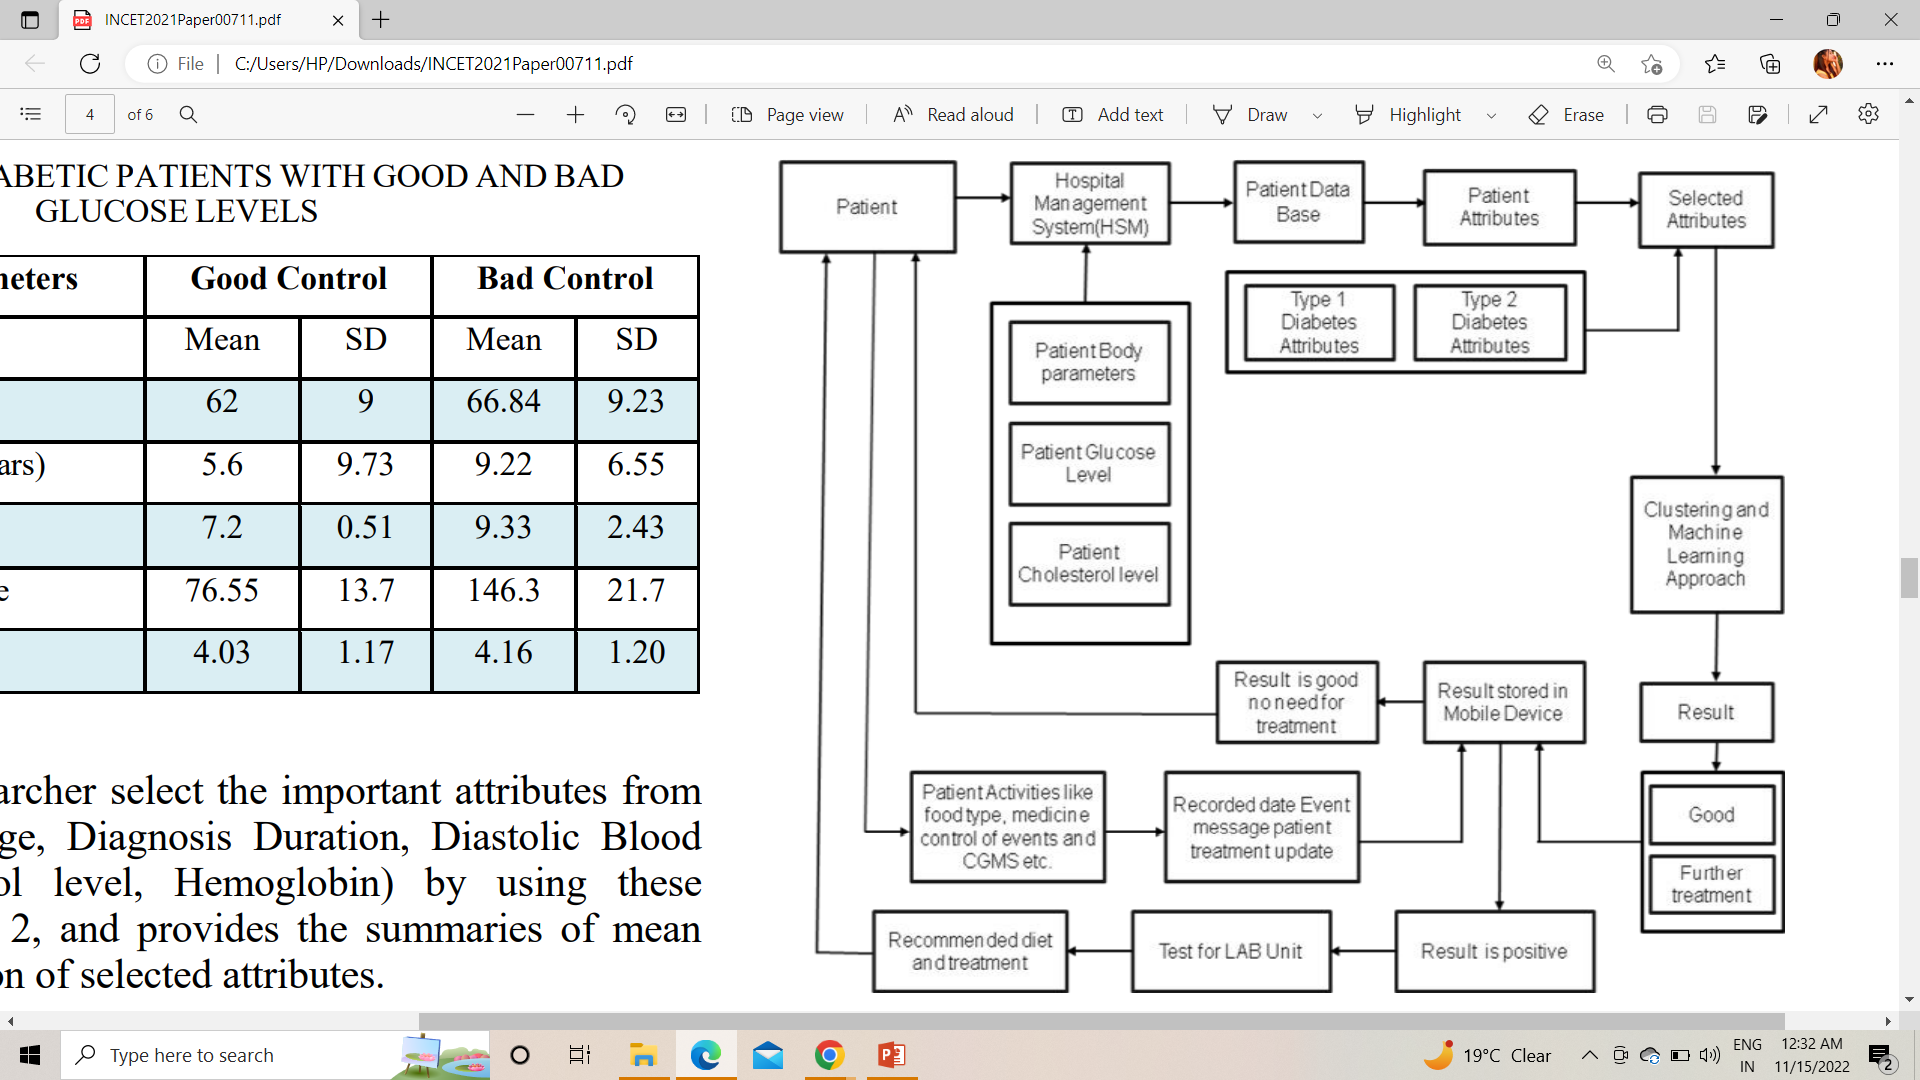 INCET2021Paper00711.pdf
File
C:/Users/HP/Downloads/INCET2021Paper00711.pdf
4
of 6
Page view
Read aloud
Add text
Draw
Highlight
Erase
ABETIC PATIENTS WITH GOOD AND BAD
GLUCOSE LEVELS
neters Good Control Bad Control
Mean SD Mean SD
62 9 66.84 9.23
ars) 5.6 9.73 9.22 6.55
7.2 0.51 9.33 2.43
e 76.55 13.7 146.3 21.7
4.03 1.17 4.16 1.20
archer select the important attributes from
ge, Diagnosis Duration, Diastolic Blood
ol level, Hemoglobin) by using these
2, and provides the summaries of mean
on of selected attributes.
Patient
Hospital
Management
System(HSM)
Patient Data
Base
Patient
Attributes
Selected
Attributes
Type 1
Diabetes
Attributes
Type 2
Diabetes
Attributes
Patient Body
parameters
Patient Glucose
Level
Patient
Cholesterol level
Clustering and
Machine
Learning
Approach
Result is good
no need for
treatment
Result stored in
Mobile Device
Result
Patient Activities like
food type, medicine
control of events and
CGMS etc.
Recorded date Event
message patient
treatment update
Good
Further
treatment
Recommended diet
and treatment
Test for LAB Unit
Result is positive
Type here to search
19°C Clear
ENG
IN
12:32 AM
11/15/2022
2